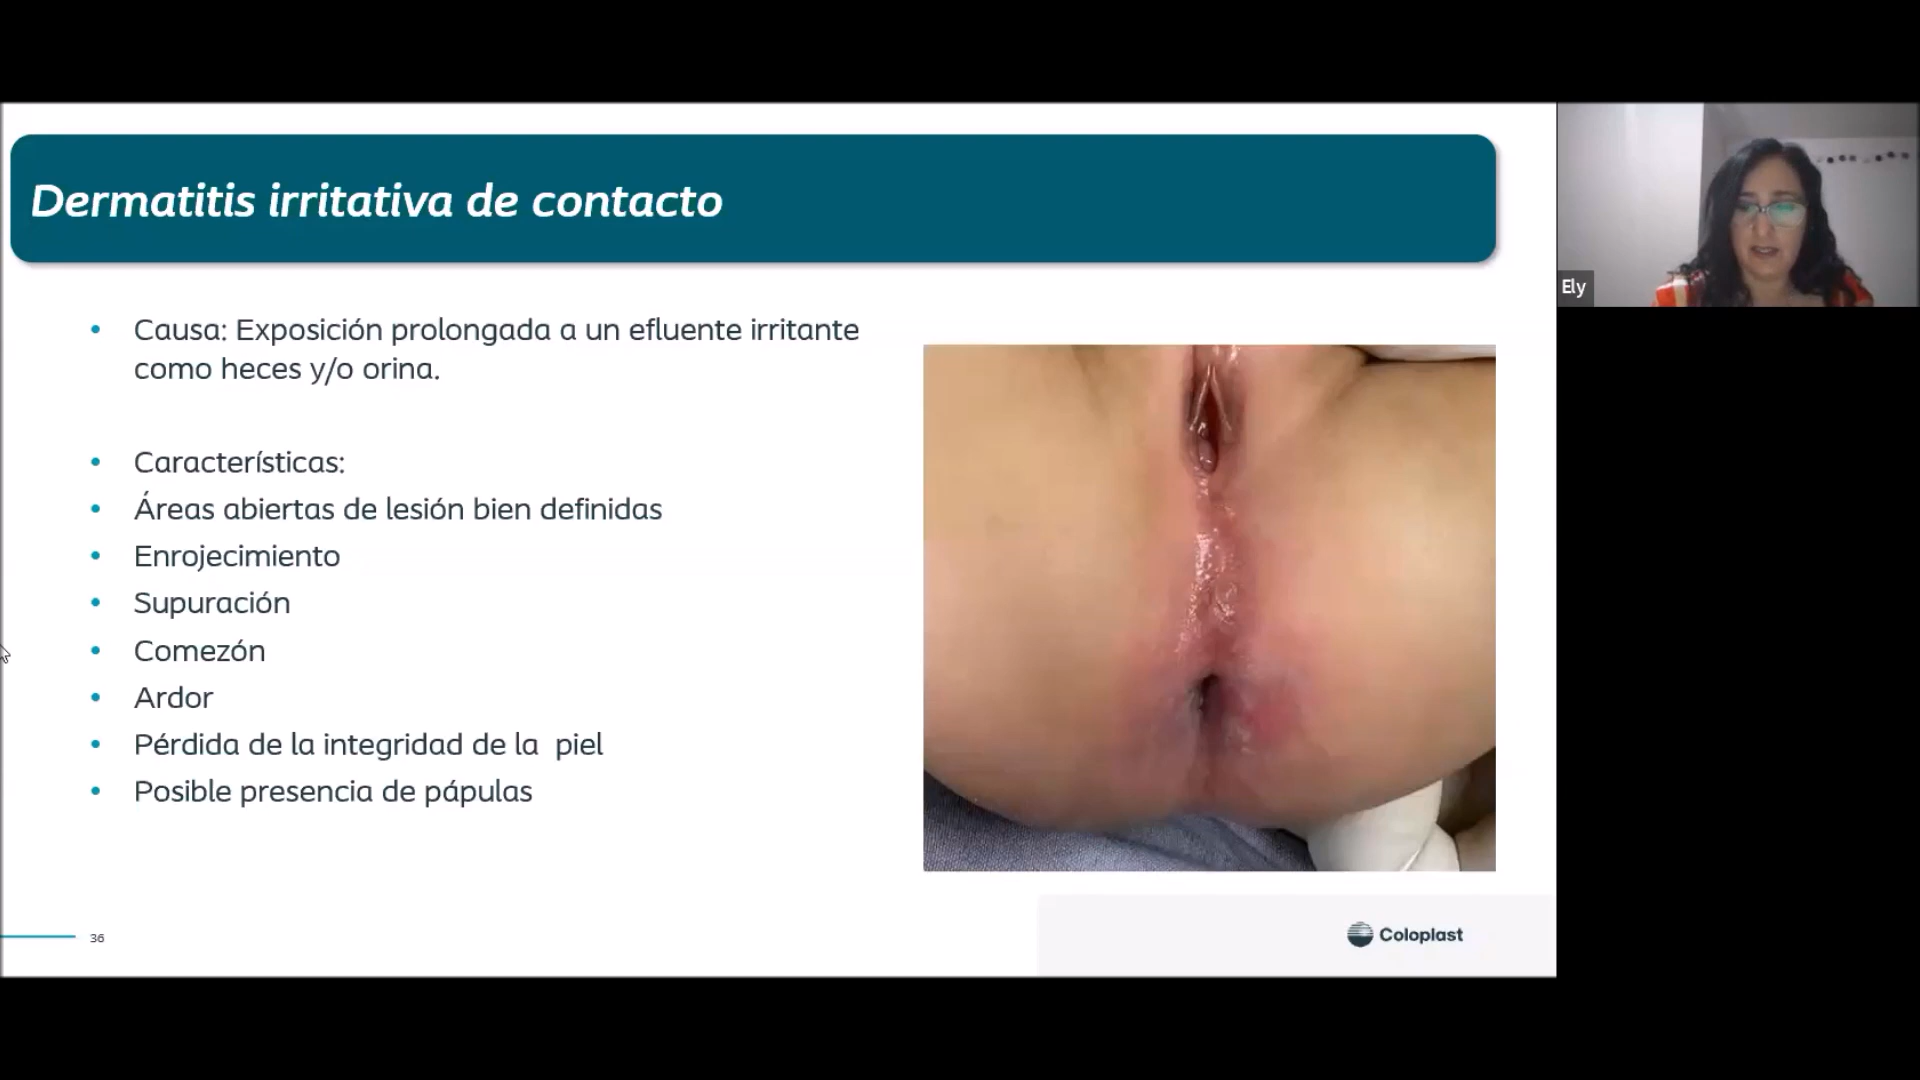 Dermatitis irritativa de contacto
Ely
• Causa: Exposición prolongada a un efluente irritante
como heces y/o orina.
• Características:
• Áreas abiertas de lesión bien definidas
• Enrojecimiento
• Supuración
• Comezón
• Ardor
• Pérdida de la integridad de la  piel
• Posible presencia de pápulas
36
Coloplast